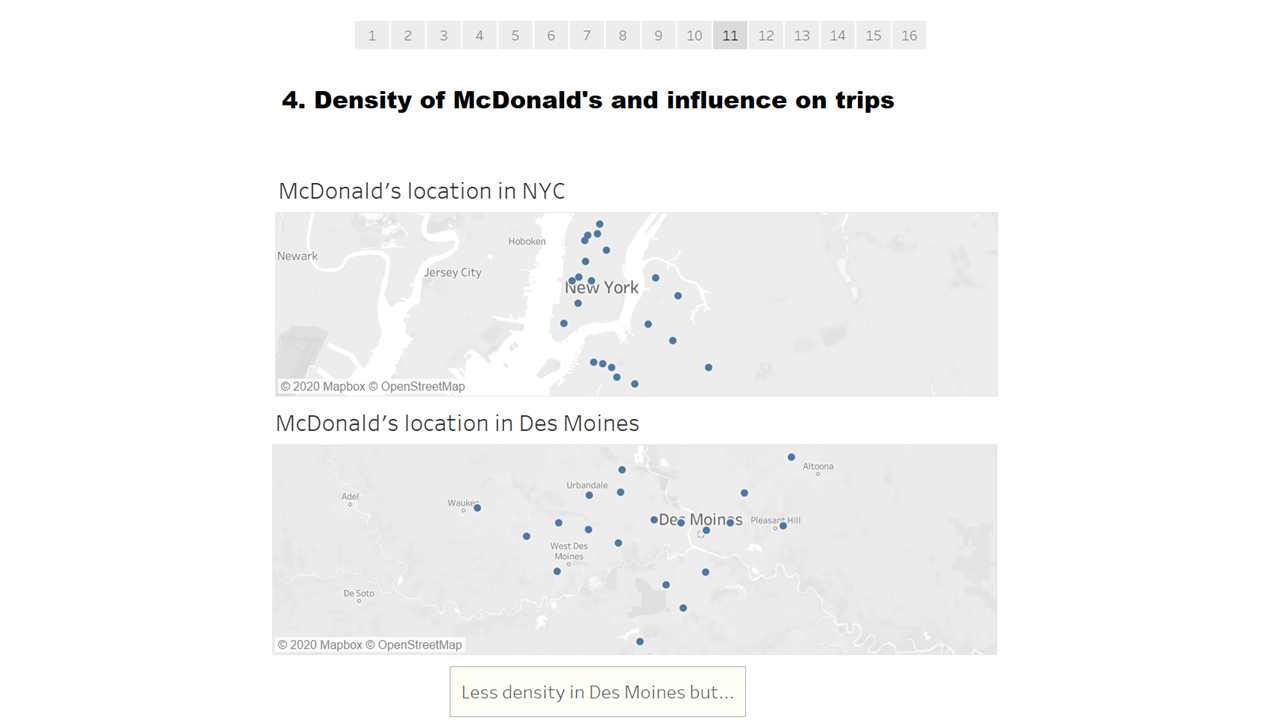 1 2 3 4 5 6 7 8 9 10 11 12 13 14 15 16
4. Density of McDonald's and influence on trips
McDonald's location in NYC
Hoboken
Newark
Jersey City
New York
© 2020 Mapbox © OpenStreetMap
McDonald's location in Des Moines
Altoona
Urbandale
Adel
Waukee
Des Moines
Pleasant Hill
West Des
Moines
De Soto
© 2020 Mapbox © OpenStreetMap
Less density in Des Moines but...